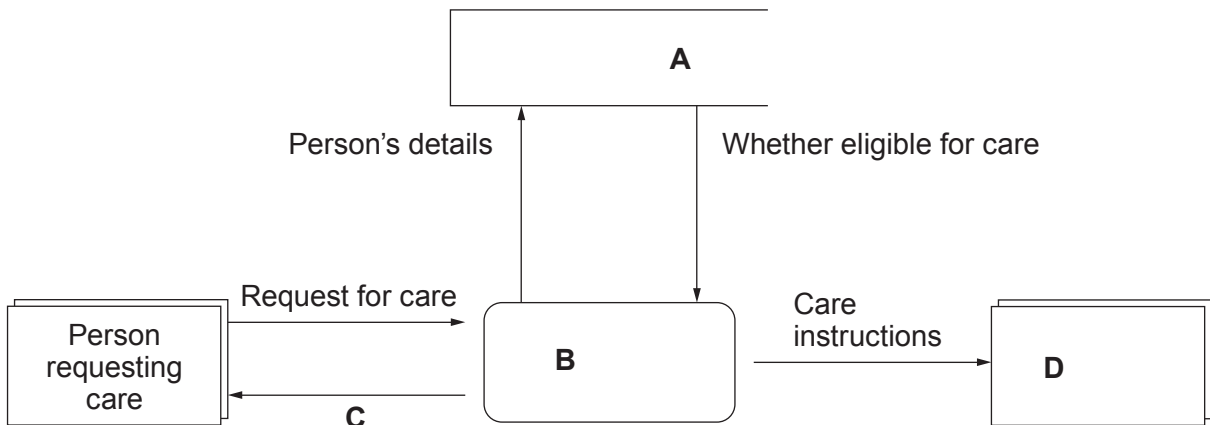 A
Person's details
Whether eligible for care
Request for care
Care
instructions
Person
requesting
care
B
D
C